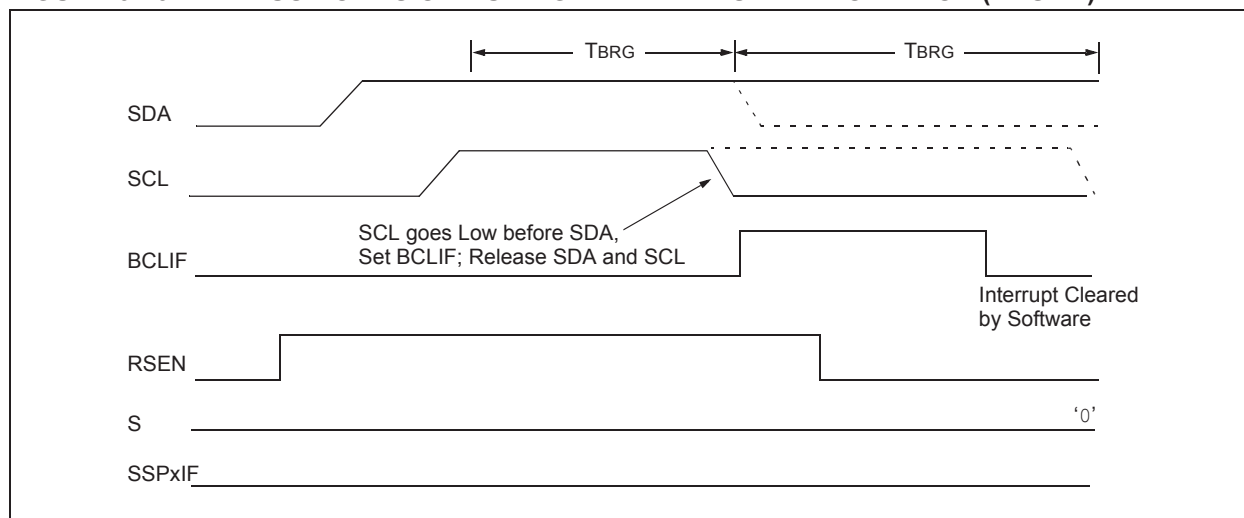 TBRG TBRG
SDA
SCL
SCL goes Low before SDA,
Set BCLIF; Release SDA and SCL
BCLIF
Interrupt Cleared
by Software
RSEN
S
'0'
SSPxIF